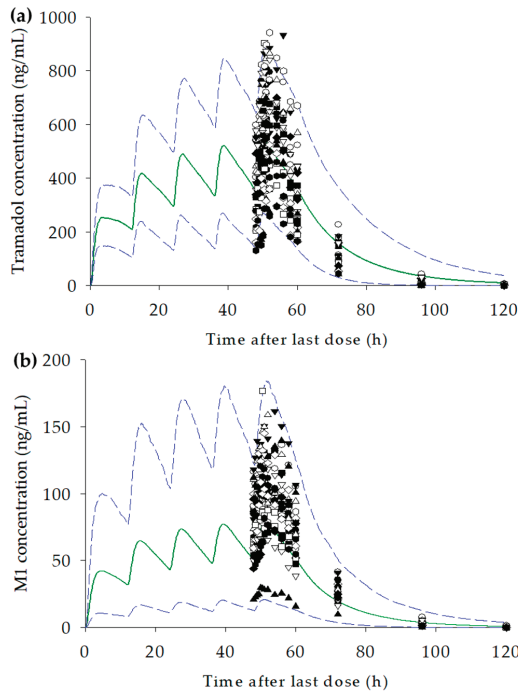 (a)
Tramadol concentration (ng/mL)
1000
800
600
400
200
0
0 20 40 60 80 100 120
Time after last dose (h)
(b)
M1 concentration (ng/mL)
200
150
100
50
0
0 20 40 60 80 100 120
Time after last dose (h)